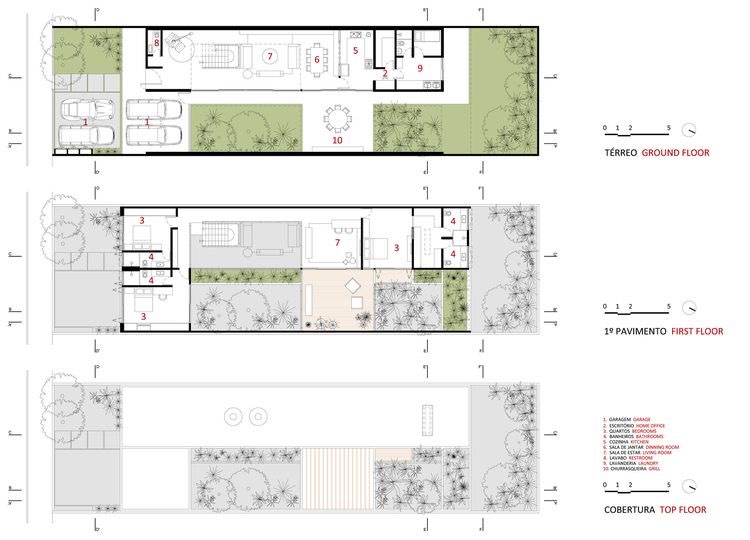 D
E
F
8
7
6
5
2
9
C
C
1
1
10
B
A
B
A
0 1 2 5
TÉRREO GROUND FLOOR
D'
E'
F'
D
E
F
3
7
3
4
4
4
4
3
C
B
A
B
A
0 1 2 5
1º PAVIMENTO FIRST FLOOR
D'
E'
F'
D
E
F
C
C
1. GARAGEM GARAGE
2. ESCRITÓRIO HOME OFFICE
3. QUARTOS BEDROOMS
4. BANHEIROS BATHROOMS
5. COZINHA KITCHEN
6. SALA DE JANTAR DINNING ROOM
7. SALA DE ESTAR LIVING ROOM
8. LAVABO RESTROOM
9. LAVANDERIA LAUNDRY
10. CHURRASQUEIRA GRILL
B
A
B
A
0 1 2 5
COBERTURA TOP FLOOR
D'
E'
F'